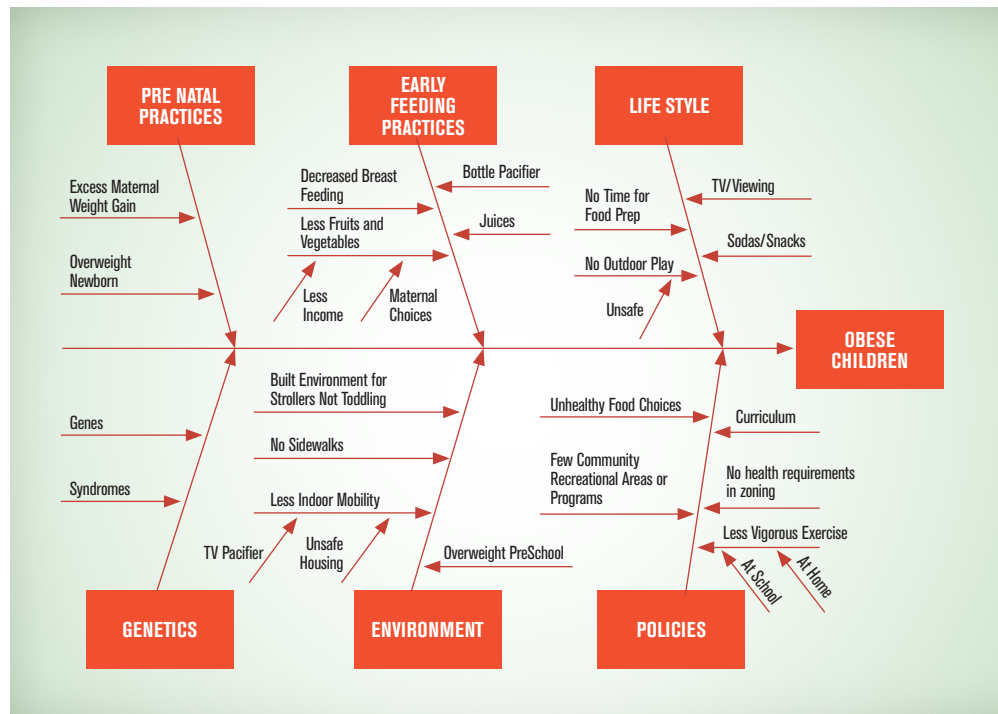 PRE NATAL
PRACTICES
EARLY
FEEDING
PRACTICES
LIFE STYLE
Excess Maternal
Weight Gain
Overweight
Newborn
Decreased Breast
Feeding
Less Fruits and
Vegetables
Less
Income
Maternal
Choices
Bottle Pacifier
Juices
No Time for
Food Prep
No Outdoor Play
Unsafe
TV/Viewing
Sodas/Snacks
OBESE
CHILDREN
Genes
Syndromes
Built Environment for
Strollers Not Toddling
No Sidewalks
Less Indoor Mobility
TV Pacifier
Unsafe
Housing
Overweight PreSchool
Unhealthy Food Choices
Few Community
Recreational Areas or
Programs
Curriculum
No health requirements
in zoning
Less Vigorous Exercise
At School
At Home
GENETICS
ENVIRONMENT
POLICIES